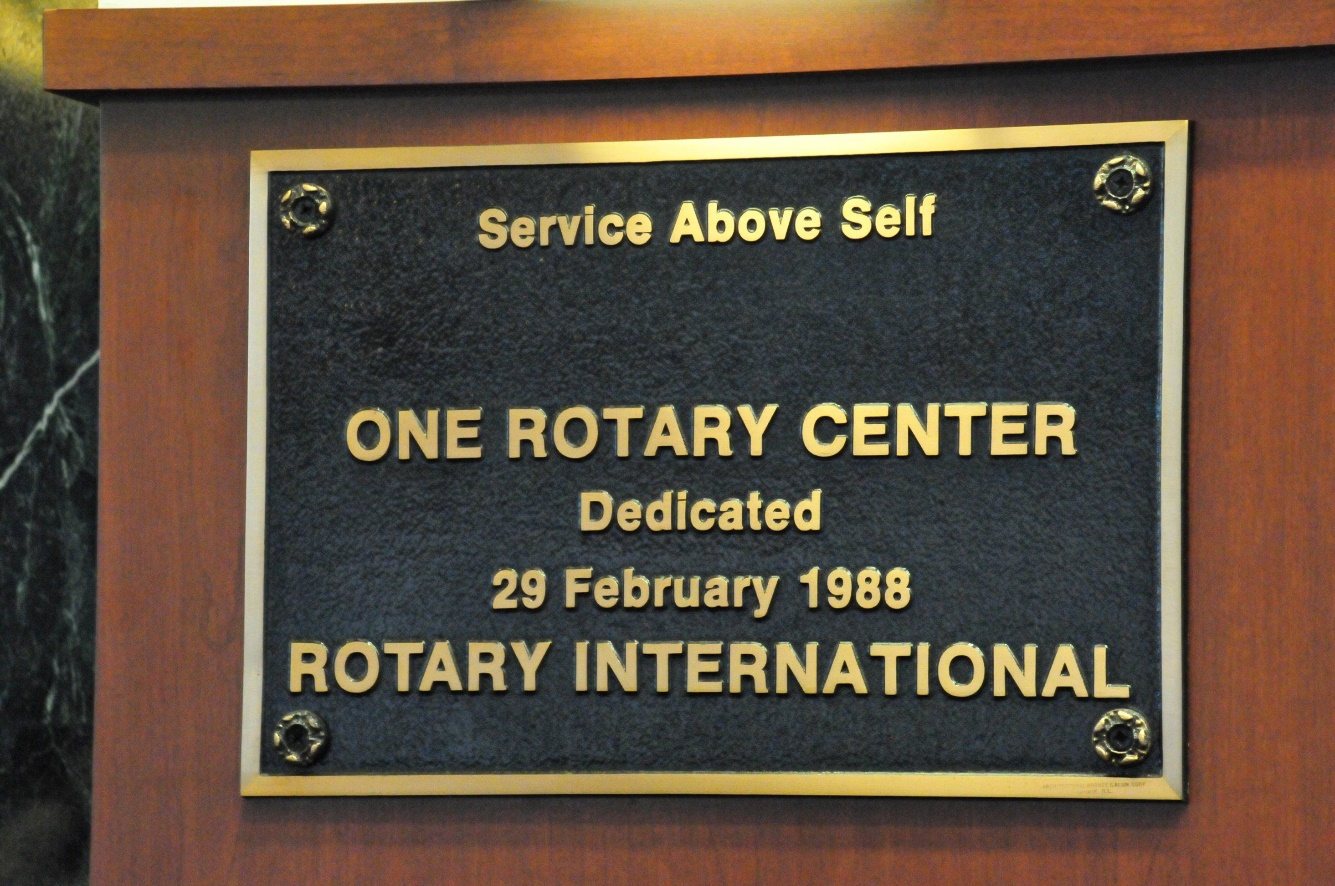 Service Above Self
ONE ROTARY CENTER
Dedicated
29 February 1988
ROTARY INTERNATIONAL